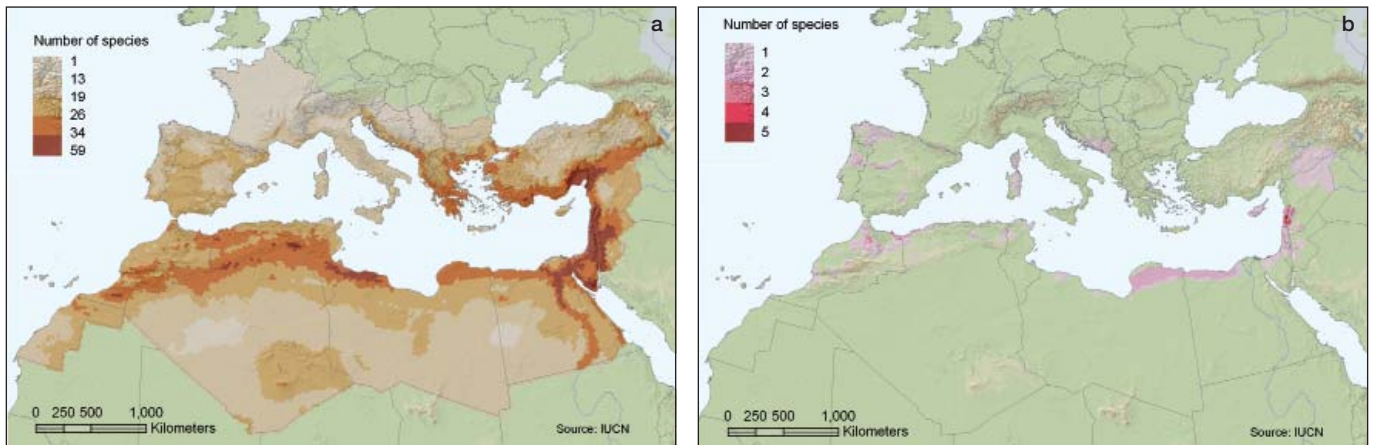 a
Number of species
1
13
19
26
34
59
0 250 500 1,000
Kilometers
Source: IUCN
b
Number of species
1
2
3
4
5
0 250 500 1,000
Kilometers
Source: IUCN